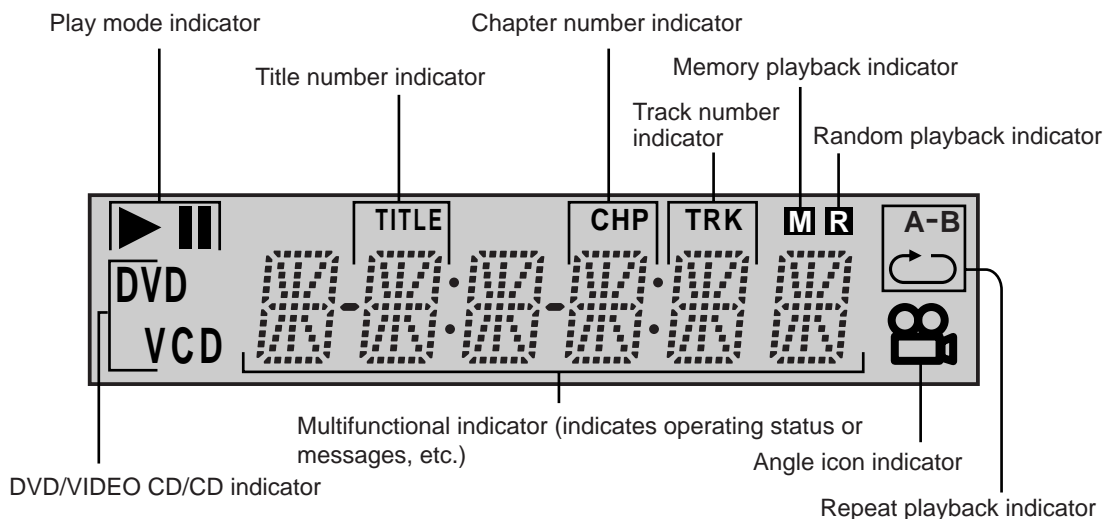 Play mode indicator
Chapter number indicator
Title number indicator
Memory playback indicator
Track number
indicator
Random playback indicator
TITLE
CHP
TRK
M R
A-B
DVD
VCD
Multifunctional indicator (indicates operating status or
messages, etc.)
Angle icon indicator
DVD/VIDEO CD/CD indicator
Repeat playback indicator